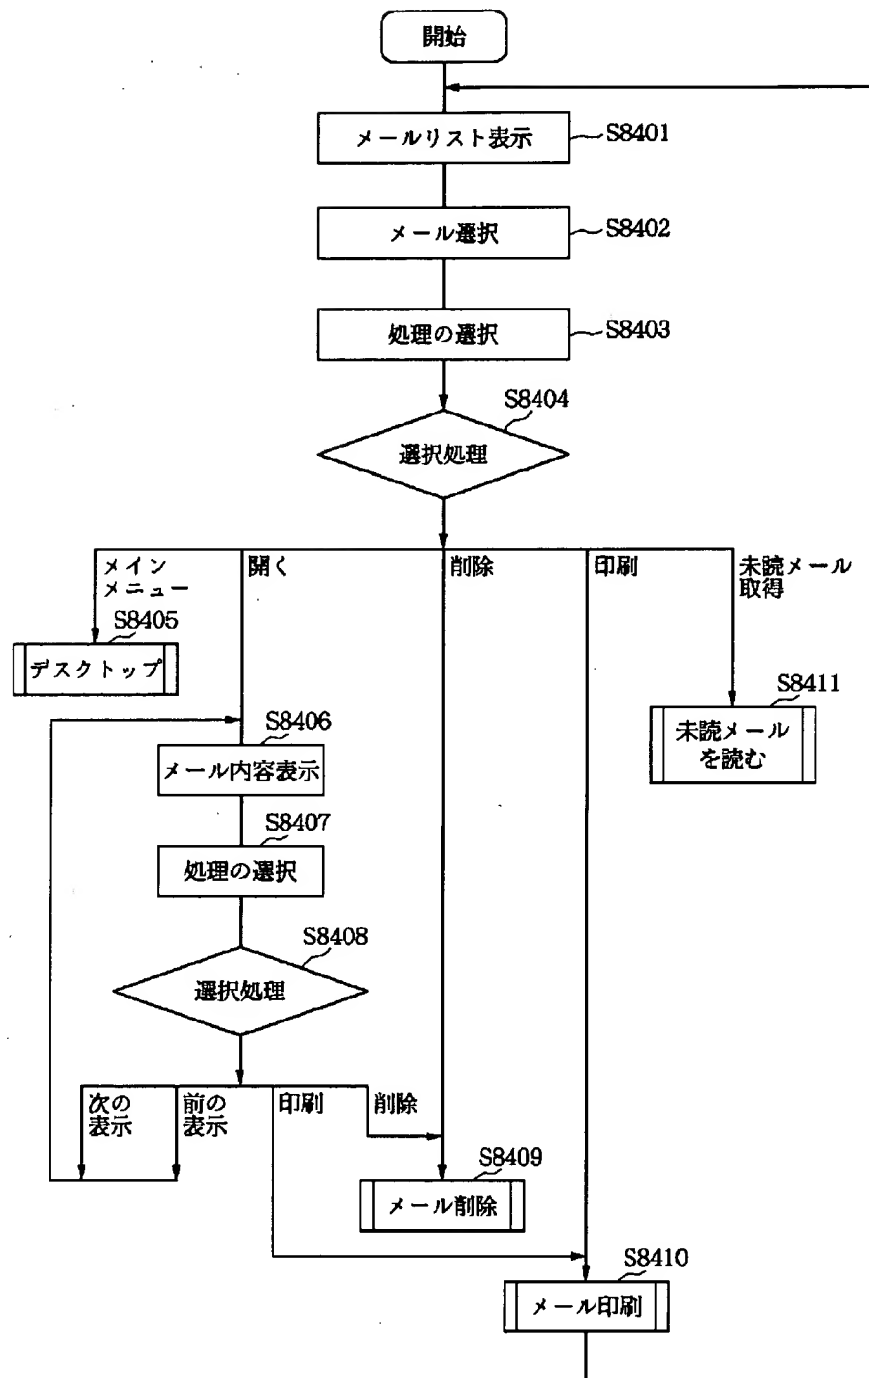 開始
メールリスト表示
S8401
メール選択
S8402
処理の選択
S8403
S8404
選択処理
メイン
メニュー
開く
削除
印刷
未読メール
取得
S8405
デスクトップ
S8411
未読メール
を読む
S8406
メール内容表示
S8407
処理の選択
S8408
選択処理
次の
表示
前の
表示
印刷
削除
S8409
メール削除
S8410
メール印刷